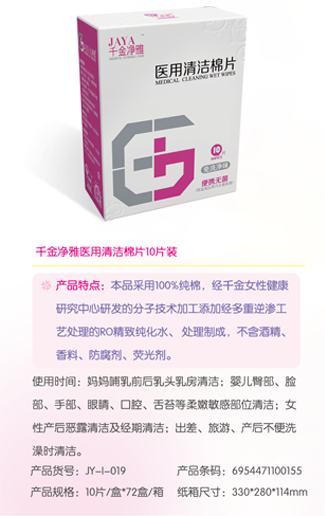 JAYA
千金净雅
医用清洁棉片
MEDICAL CLEANING WET WIPES
10片
免洗净味
便携无菌
千金净雅医用清洁棉片10片装
产品特点：本品采用100%纯棉，经千金女性健康
研究中心研发的分子技术加工添加经多重逆渗工
艺处理的RO精致纯化水、处理制成，不含酒精、
香料、防腐剂、荧光剂。
使用时间：妈妈哺乳前后乳头乳房清洁；婴儿臀部、脸
部、手部、眼睛、口腔、舌苔等柔嫩敏感部位清洁；女
性产后恶露清洁及经期清洁；出差、旅游、产后不便洗
澡时清洁。
产品货号：JY-I-019 产品条码：6954471100155
产品规格：10片/盒*72盒/箱 纸箱尺寸：330*280*114mm